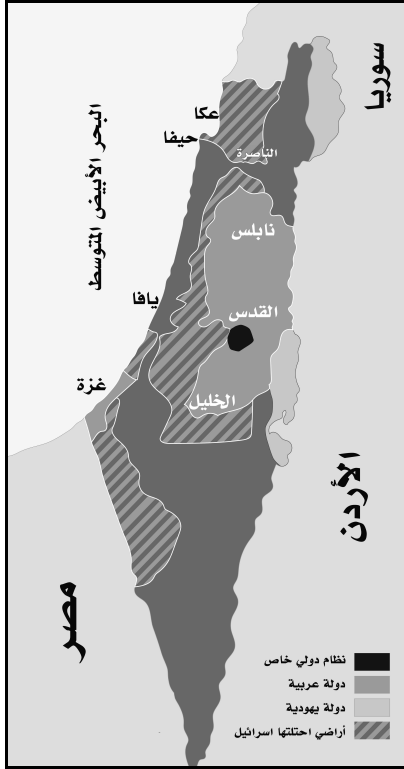 سوريا
عكا
حيفا
الناصرة
البحر الأبيض المتوسط
نابلس
يافا
القدس
غزة
الخليل
الأردن
مصر
نظام دولي خاص
دولة عربية
دولة يهودية
أراضي احتلتها اسرائيل